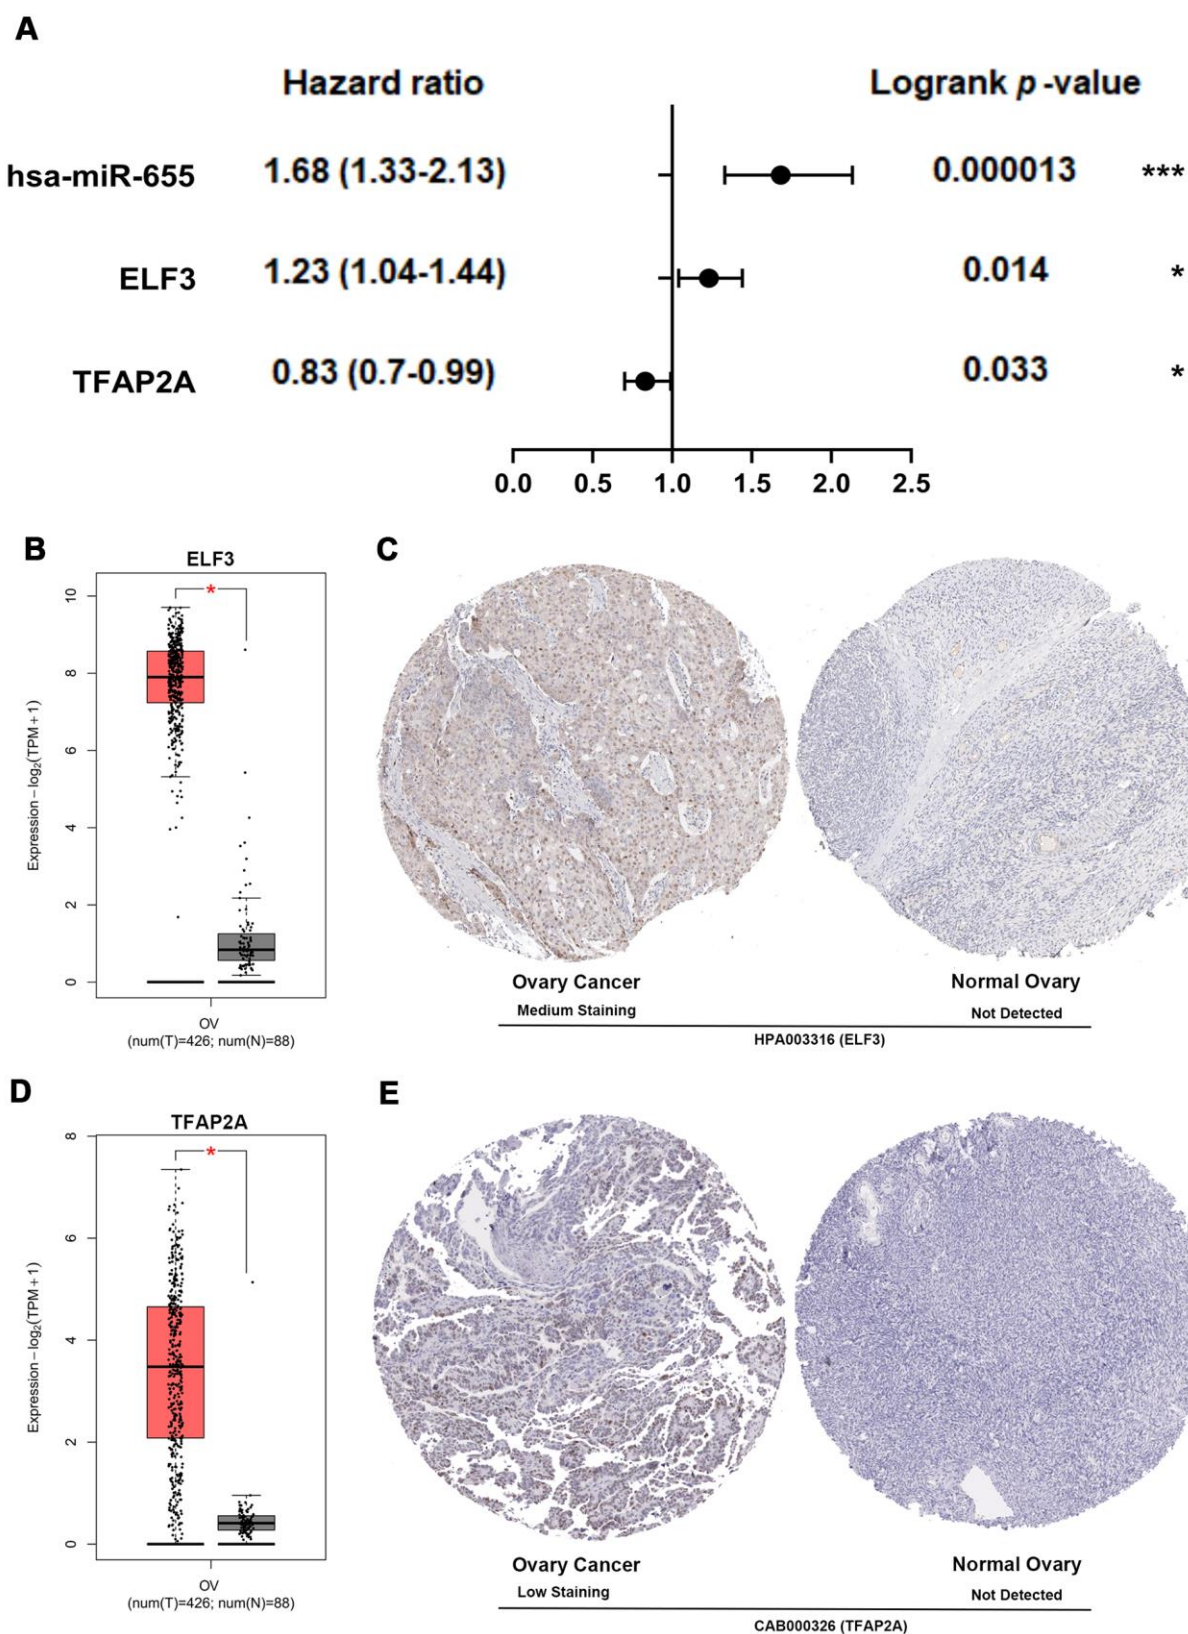 A
Hazard ratio Logrank p -value
hsa-miR-655 1.68 (1.33-2.13) 0.000013 ***
ELF3 1.23 (1.04-1.44) 0.014 *
TFAP2A 0.83 (0.7-0.99) 0.033 *
0.0 0.5 1.0 1.5 2.0 2.5
B
ELF3
*
Expression – log2(TPM + 1)
10
8
6
4
2
0
OV
(num(T)=426; num(N)=88)
C
Ovary Cancer Normal Ovary
Medium Staining Not Detected
HPA003316 (ELF3)
D
TFAP2A
*
Expression – log2(TPM + 1)
8
6
4
2
0
OV
(num(T)=426; num(N)=88)
E
Ovary Cancer Normal Ovary
Low Staining Not Detected
CAB000326 (TFAP2A)